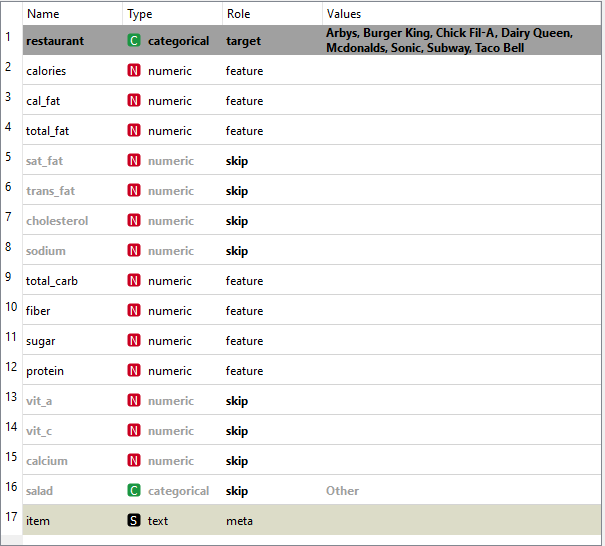 Name Type Role Values
1 restaurant C categorical target Arbys, Burger King, Chick Fil-A, Dairy Queen,
Mcdonalds, Sonic, Subway, Taco Bell
2 calories N numeric feature
3 cal_fat N numeric feature
4 total_fat N numeric feature
5 sat_fat N numeric skip
6 trans_fat N numeric skip
7 cholesterol N numeric skip
8 sodium N numeric skip
9 total_carb N numeric feature
10 fiber N numeric feature
11 sugar N numeric feature
12 protein N numeric feature
13 vit_a N numeric skip
14 vit_c N numeric skip
15 calcium N numeric skip
16 salad C categorical skip Other
17 item S text meta